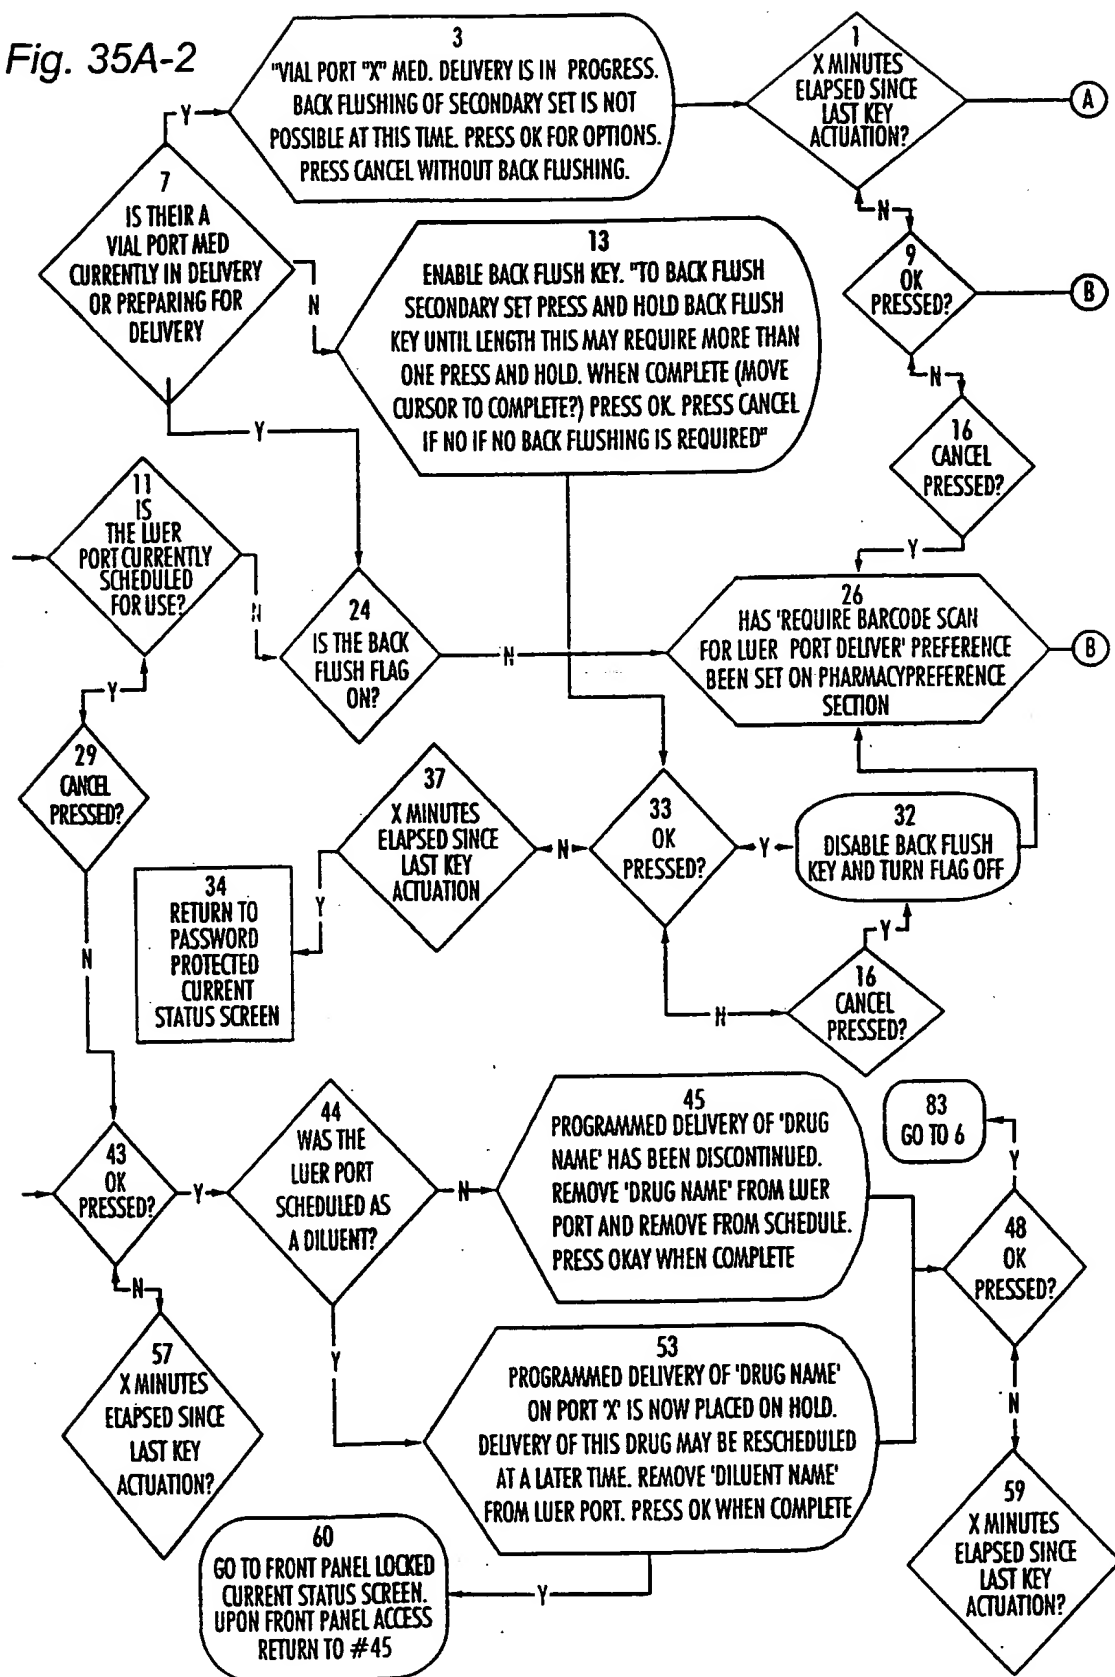 Fig. 35A-2
3
"VIAL PORT "X" MED. DELIVERY IS IN PROGRESS.
BACK FLUSHING OF SECONDARY SET IS NOT
POSSIBLE AT THIS TIME. PRESS OK FOR OPTIONS.
PRESS CANCEL WITHOUT BACK FLUSHING.
1
X MINUTES
ELAPSED SINCE
LAST KEY
ACTUATION?
A
Y
7
IS THEIR A
VIAL PORT MED
CURRENTLY IN DELIVERY
OR PREPARING FOR
DELIVERY
N
13
ENABLE BACK FLUSH KEY. "TO BACK FLUSH
SECONDARY SET PRESS AND HOLD BACK FLUSH
KEY UNTIL LENGTH THIS MAY REQUIRE MORE THAN
ONE PRESS AND HOLD. WHEN COMPLETE (MOVE
CURSOR TO COMPLETE?) PRESS OK. PRESS CANCEL
IF NO IF NO BACK FLUSHING IS REQUIRED"
N
9
OK
PRESSED?
B
N
16
CANCEL
PRESSED?
Y
Y
11
IS
THE LUER
PORT CURRENTLY
SCHEDULED
FOR USE?
N
24
IS THE BACK
FLUSH FLAG
ON?
N
26
HAS 'REQUIRE BARCODE SCAN
FOR LUER PORT DELIVER' PREFERENCE
BEEN SET ON PHARMACYPREFERENCE
SECTION
B
Y
29
CANCEL
PRESSED?
N
37
X MINUTES
ELAPSED SINCE
LAST KEY
ACTUATION
N
33
OK
PRESSED?
Y
32
DISABLE BACK FLUSH
KEY AND TURN FLAG OFF
Y
34
RETURN TO
PASSWORD
PROTECTED
CURRENT
STATUS SCREEN
N
Y
16
CANCEL
PRESSED?
43
OK
PRESSED?
Y
44
WAS THE
LUER PORT
SCHEDULED AS
A DILUENT?
N
45
PROGRAMMED DELIVERY OF 'DRUG
NAME' HAS BEEN DISCONTINUED.
REMOVE 'DRUG NAME' FROM LUER
PORT AND REMOVE FROM SCHEDULE.
PRESS OKAY WHEN COMPLETE
83
GO TO 6
Y
48
OK
PRESSED?
N
57
X MINUTES
ELAPSED SINCE
LAST KEY
ACTUATION?
Y
53
PROGRAMMED DELIVERY OF 'DRUG NAME'
ON PORT 'X' IS NOW PLACED ON HOLD.
DELIVERY OF THIS DRUG MAY BE RESCHEDULED
AT A LATER TIME. REMOVE 'DILUENT NAME'
FROM LUER PORT. PRESS OK WHEN COMPLETE
N
59
X MINUTES
ELAPSED SINCE
LAST KEY
ACTUATION?
Y
60
GO TO FRONT PANEL LOCKED
CURRENT STATUS SCREEN.
UPON FRONT PANEL ACCESS
RETURN TO #45